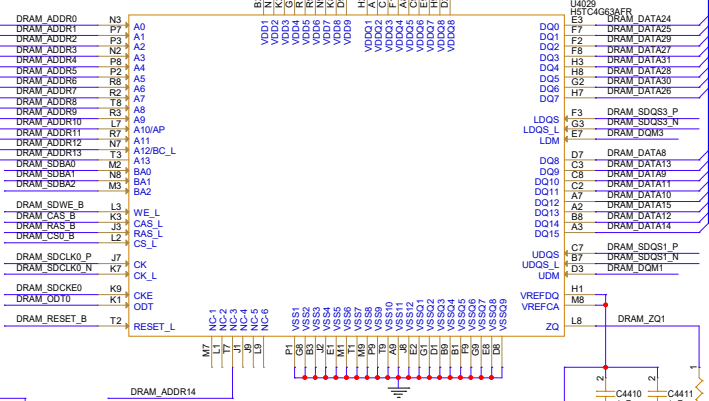 U4029
H5TC4G63AFR
DRAM_ADDR0 N3 A0
DRAM_ADDR1 P7 A1
DRAM_ADDR2 P3 A2
DRAM_ADDR3 N2 A3
DRAM_ADDR4 P8 A4
DRAM_ADDR5 P2 A5
DRAM_ADDR6 R8 A6
DRAM_ADDR7 R2 A7
DRAM_ADDR8 T8 A8
DRAM_ADDR9 R3 A9
DRAM_ADDR10 L7 A10/AP
DRAM_ADDR11 R7 A11
DRAM_ADDR12 N7 A12/BC_L
DRAM_ADDR13 T3 A13
DRAM_SDBA0 M2 BA0
DRAM_SDBA1 N8 BA1
DRAM_SDBA2 M3 BA2
DRAM_SDWE_B L3 WE_L
DRAM_CAS_B K3 CAS_L
DRAM_RAS_B J3 RAS_L
DRAM_CS0_B L2 CS_L
DRAM_SDCLK0_P J7 CK
DRAM_SDCLK0_N K7 CK_L
DRAM_SDCKE0 K9 CKE
DRAM_ODT0 K1 ODT
DRAM_RESET_B T2 RESET_L
VDD1 VDD2 VDD3 VDD4 VDD5 VDD6 VDD7 VDD8 VDD9
VDDQ1 VDDQ2 VDDQ3 VDDQ4 VDDQ5 VDDQ6 VDDQ7 VDDQ8
DQ0 E3 DRAM_DATA24
DQ1 F7 DRAM_DATA25
DQ2 F2 DRAM_DATA29
DQ3 F8 DRAM_DATA27
DQ4 H3 DRAM_DATA31
DQ5 H8 DRAM_DATA28
DQ6 G2 DRAM_DATA30
DQ7 H7 DRAM_DATA26
LDQS F3 DRAM_SDQS3_P
LDQS_L G3 DRAM_SDQS3_N
LDM E7 DRAM_DQM3
DQ8 D7 DRAM_DATA8
DQ9 C3 DRAM_DATA13
DQ10 C8 DRAM_DATA9
DQ11 C2 DRAM_DATA11
DQ12 A7 DRAM_DATA10
DQ13 A2 DRAM_DATA15
DQ14 B8 DRAM_DATA12
DQ15 A3 DRAM_DATA14
UDQS C7 DRAM_SDQS1_P
UDQS_L B7 DRAM_SDQS1_N
UDM D3 DRAM_DQM1
VREFDQ H1
VREFCA M8
ZQ L8 DRAM_ZQ1
NC-1 NC-2 NC-3 NC-4 NC-5 NC-6
M7 L1 T7 J1 J9 L9
VSS1 VSS2 VSS3 VSS4 VSS5 VSS6 VSS7 VSS8 VSS9 VSS10 VSS11 VSS12 VSSQ1 VSSQ2 VSSQ3 VSSQ4 VSSQ5 VSSQ6 VSSQ7 VSSQ8 VSSQ9
P1 G8 B3 J2 E1 M1 T1 M9 P9 T9 A9 J8 E2 G1 D1 B9 B1 F9 G9 E8 D8
DRAM_ADDR14
2 C4410
2 C4411
1